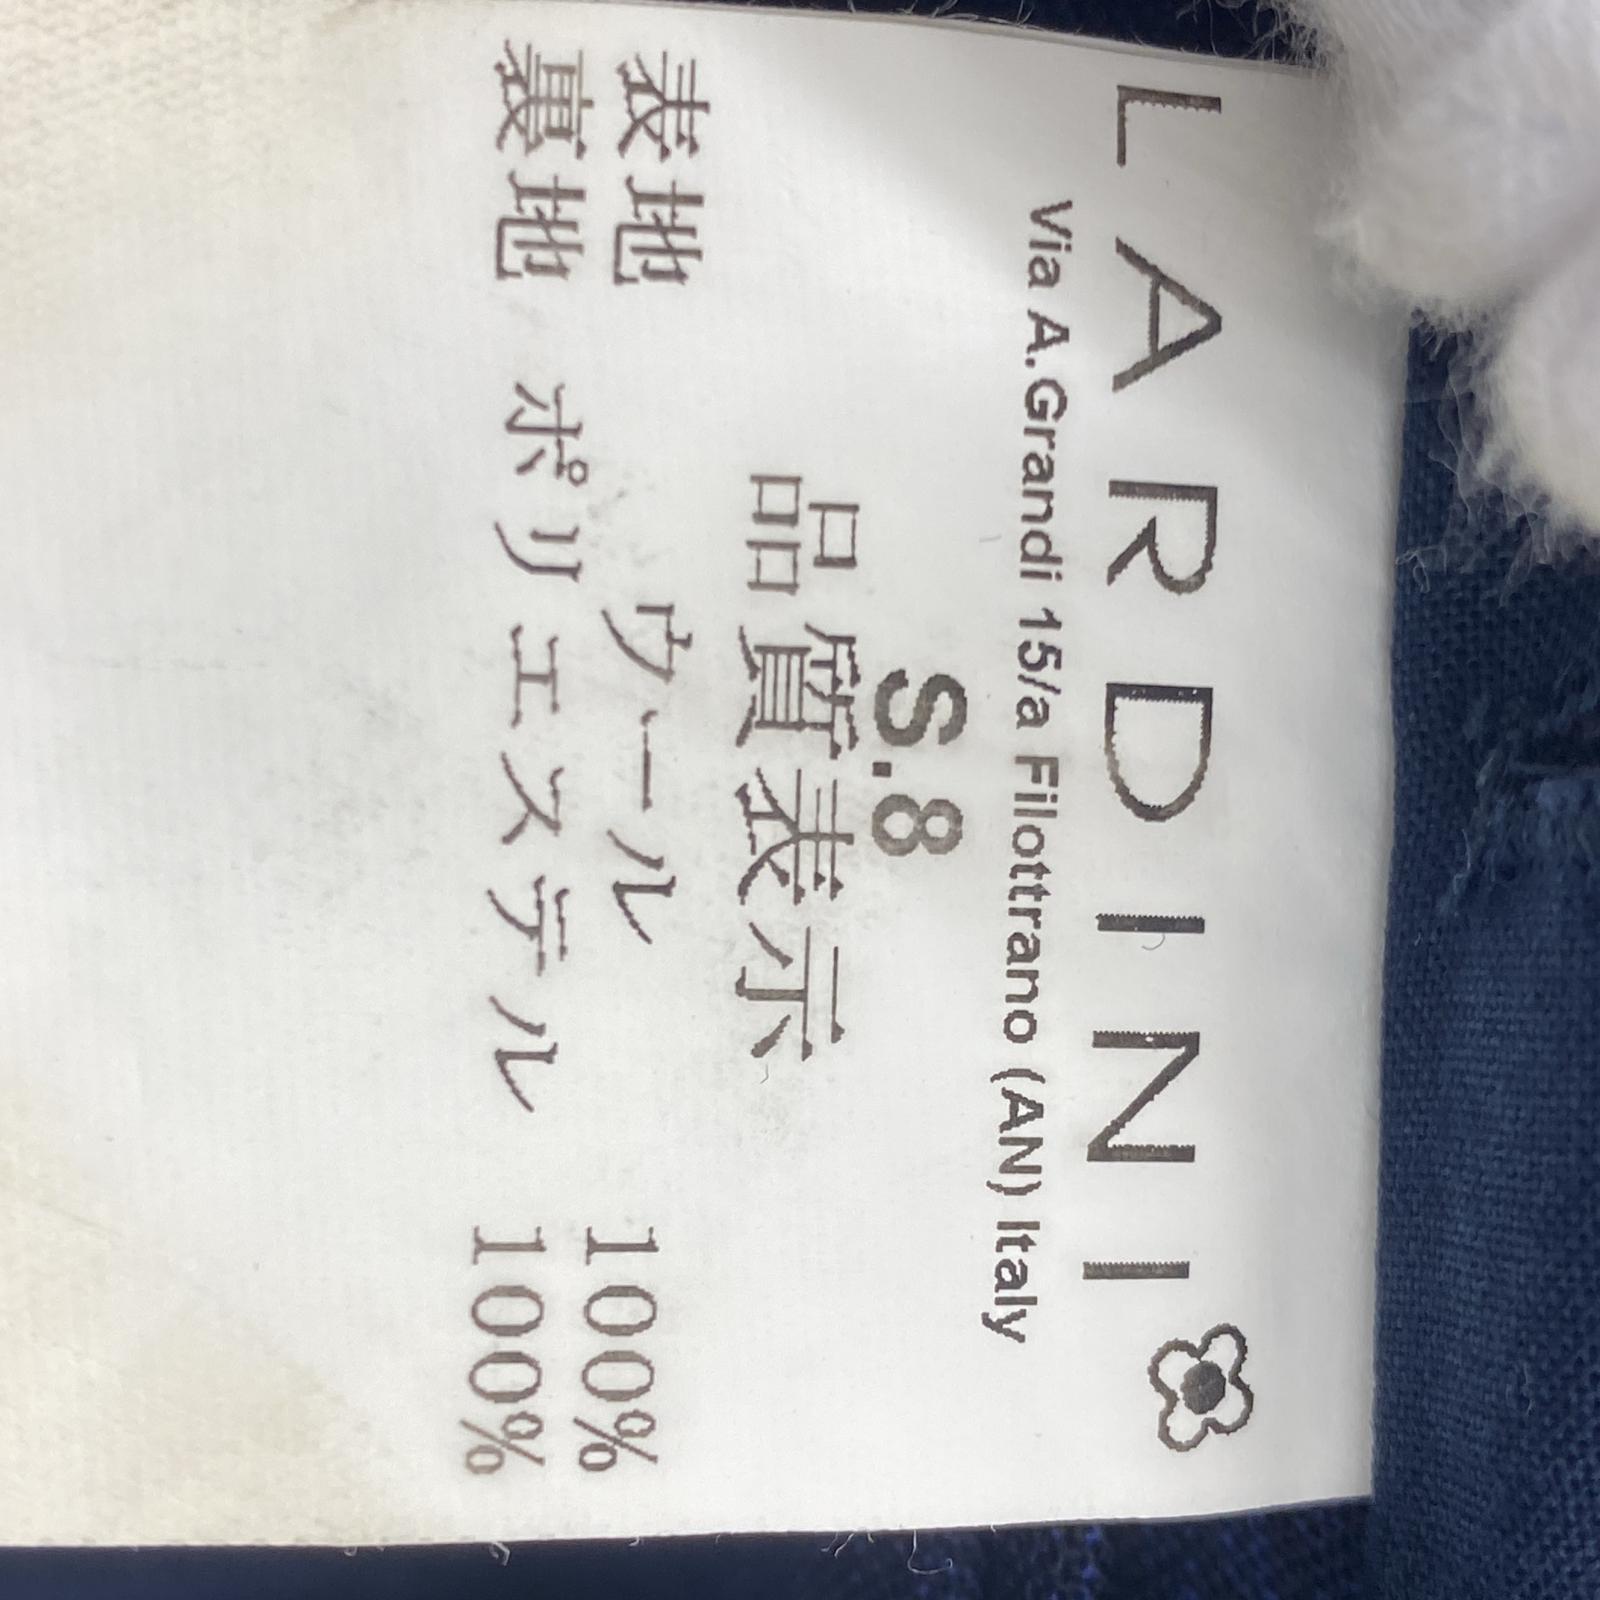 LARDINI
Via A.Grandi 15/a Filottrano (AN) Italy
S.8
品質表示
表地 ウール 100%
裏地 ポリエステル 100%